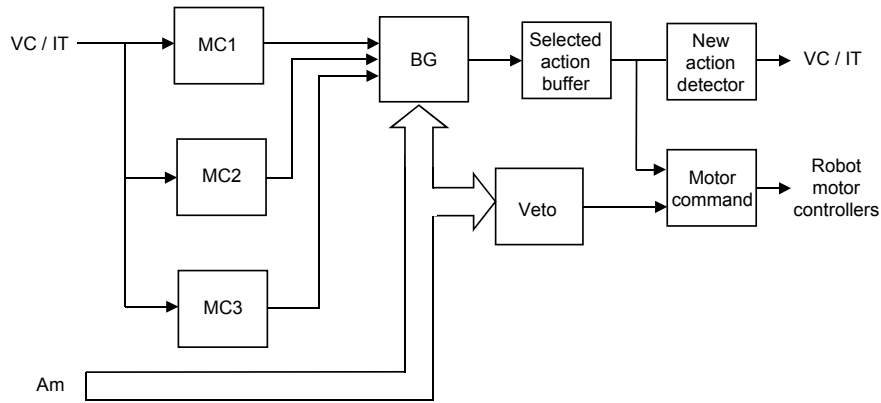 VC / IT
MC1
BG
Selected
action
buffer
New
action
detector
VC / IT
MC2
Veto
Motor
command
Robot
motor
controllers
MC3
Am